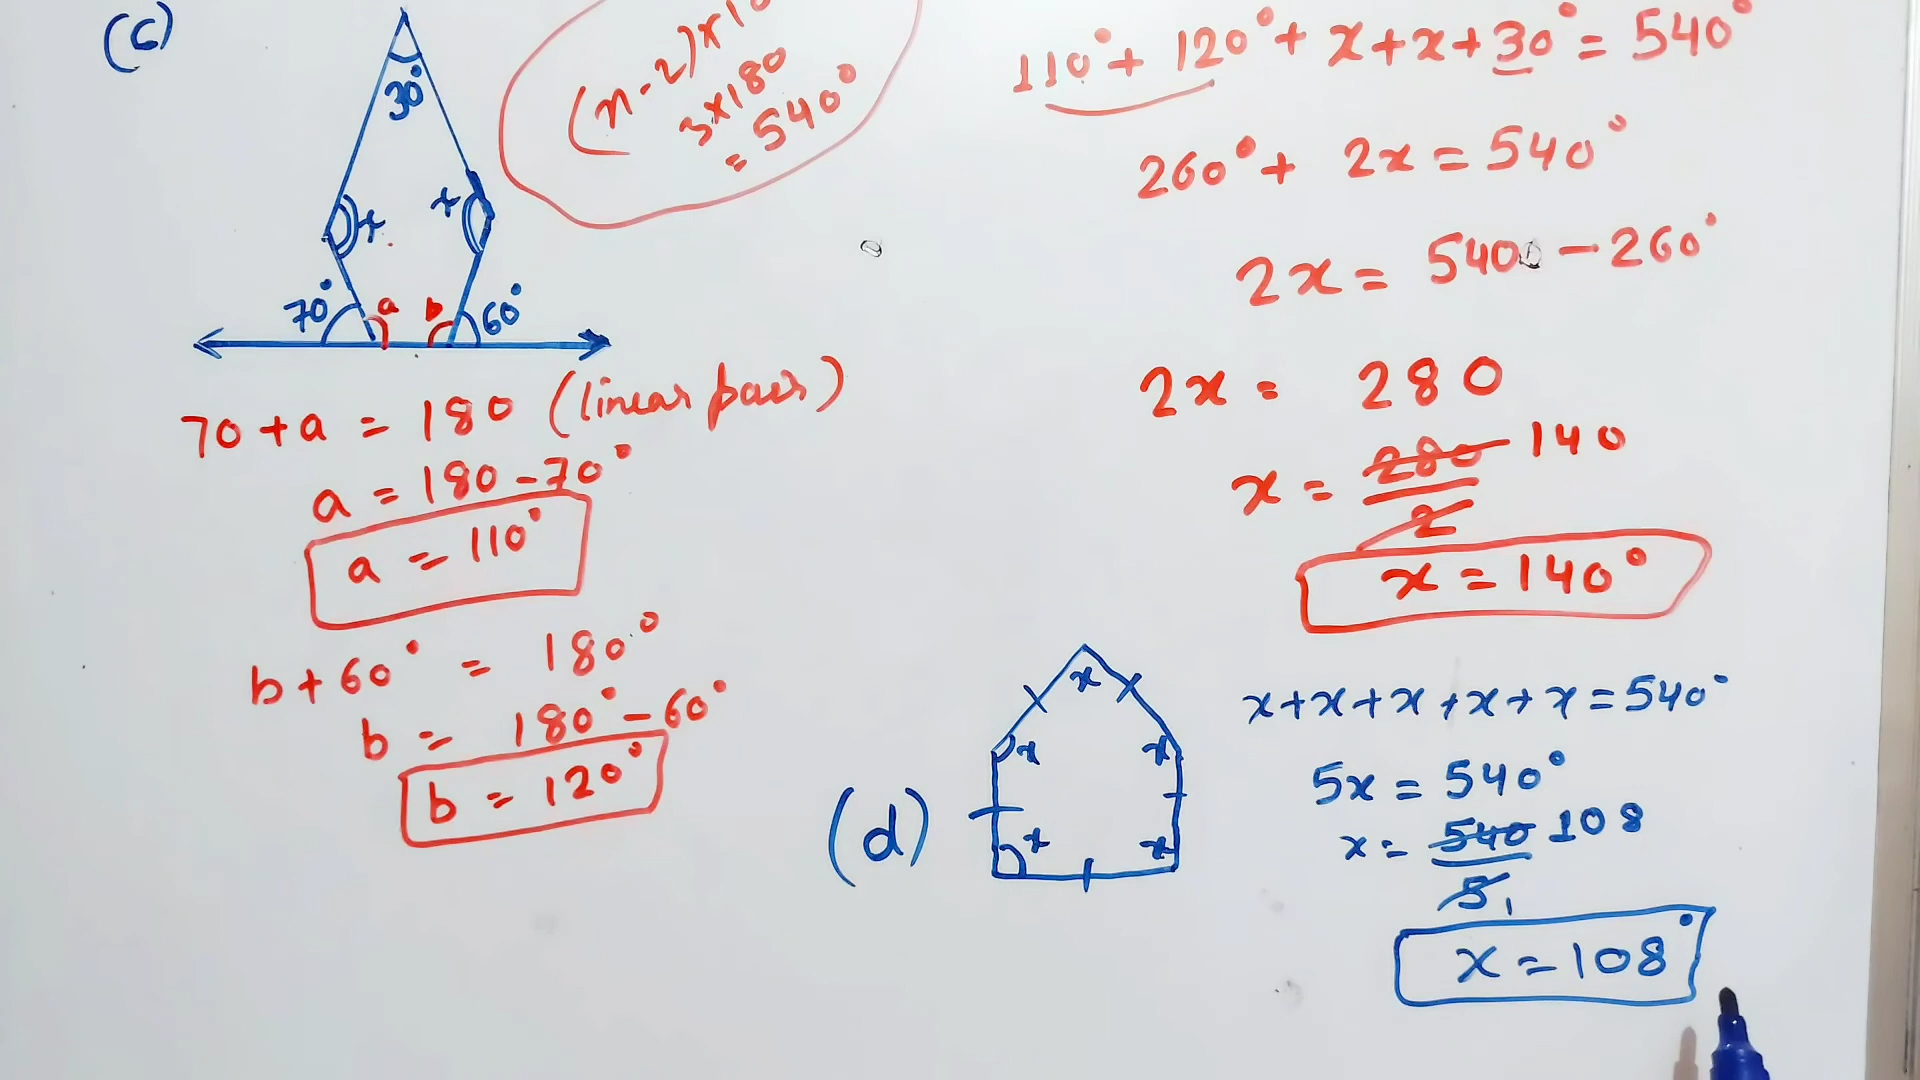 (c)
30°
x x
70° a b 60°
(n-2)×18
3×180
= 540°
70 + a = 180 (linear pair)
a = 180 - 70°
a = 110°
b + 60° = 180°
b = 180° - 60°
b = 120°
110° + 120° + x + x + 30° = 540°
260° + 2x = 540°
2x = 540 - 260°
2x = 280
x = 280/2 140
x = 140°
(d)
x
x x
x x
x + x + x + x + x = 540°
5x = 540°
x = 540/5 108
1
x = 108°